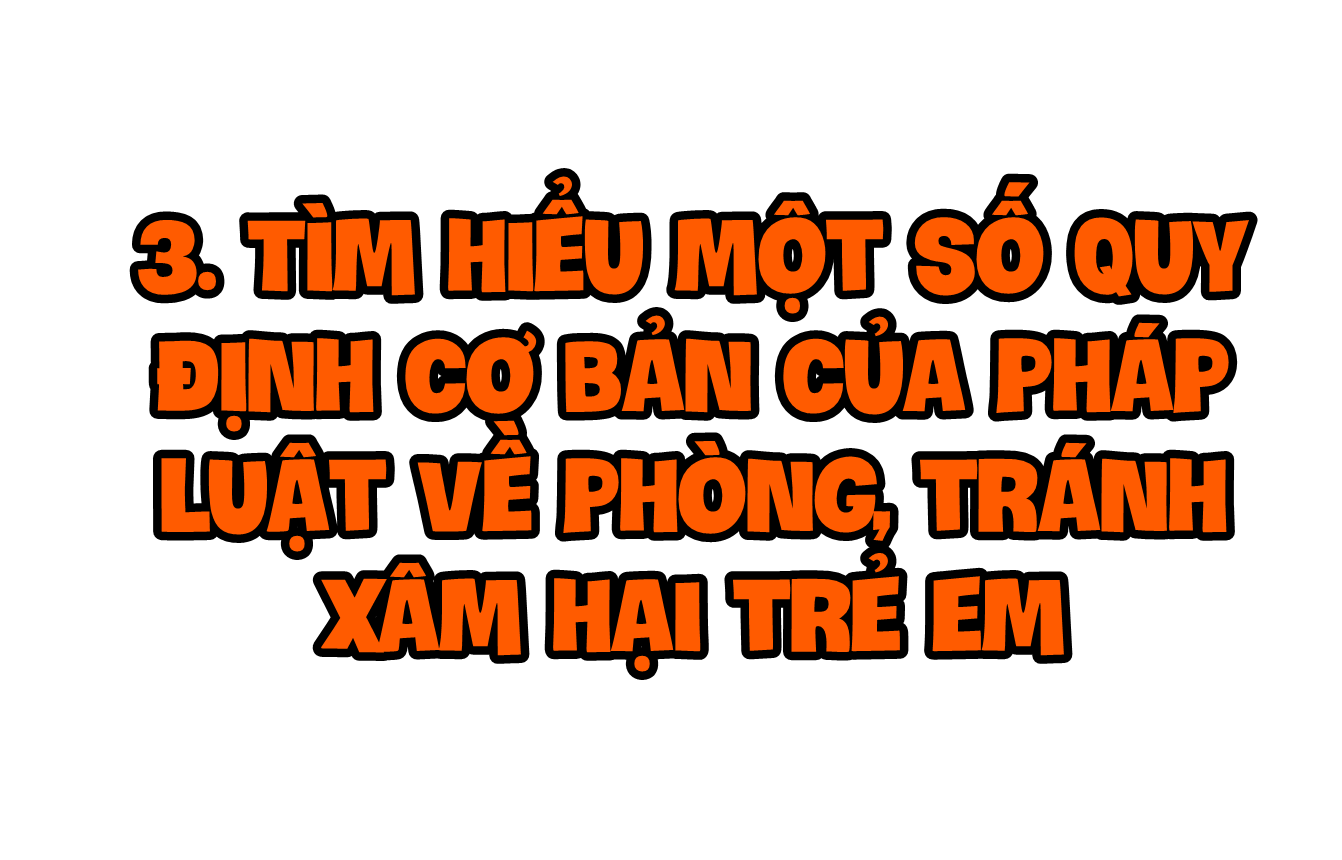 3. TÌM HIỂU MỘT SỐ QUY
ĐỊNH CƠ BẢN CỦA PHÁP
LUẬT VỀ PHÒNG, TRÁNH
XÂM HẠI TRẺ EM